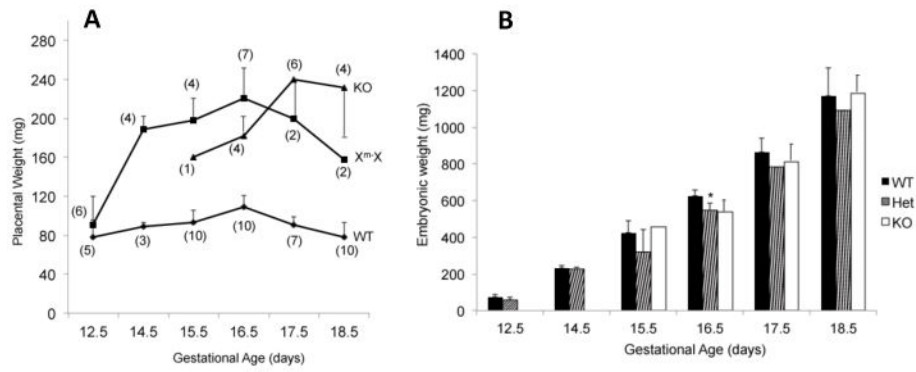 A
Placental Weight (mg)
280
240
200
160
120
80
40
0
(6)
(5)
(4)
(3)
(4)
(1)
(10)
(7)
(4)
(10)
(6)
(2)
(7)
(4)
KO
Xᵐ·X
(2)
WT
(10)
12.5 14.5 15.5 16.5 17.5 18.5
Gestational Age (days)
B
Embryonic weight (mg)
1400
1200
1000
800
600
400
200
0
*
WT
Het
KO
12.5 14.5 15.5 16.5 17.5 18.5
Gestational Age (days)